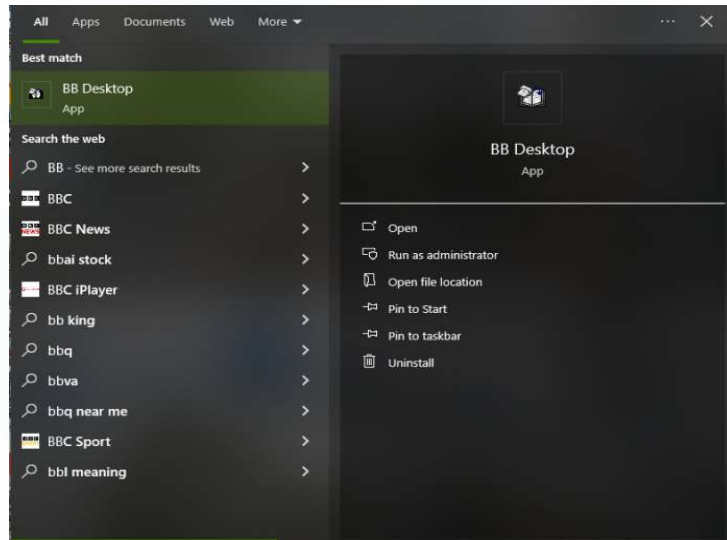 All Apps Documents Web More
Best match
BB Desktop
App
Search the web
BB - See more search results
BBC
BBC News
bbai stock
BBC iPlayer
bb king
bbq
bbva
bbq near me
BBC Sport
bbl meaning
BB Desktop
App
Open
Run as administrator
Open file location
Pin to Start
Pin to taskbar
Uninstall